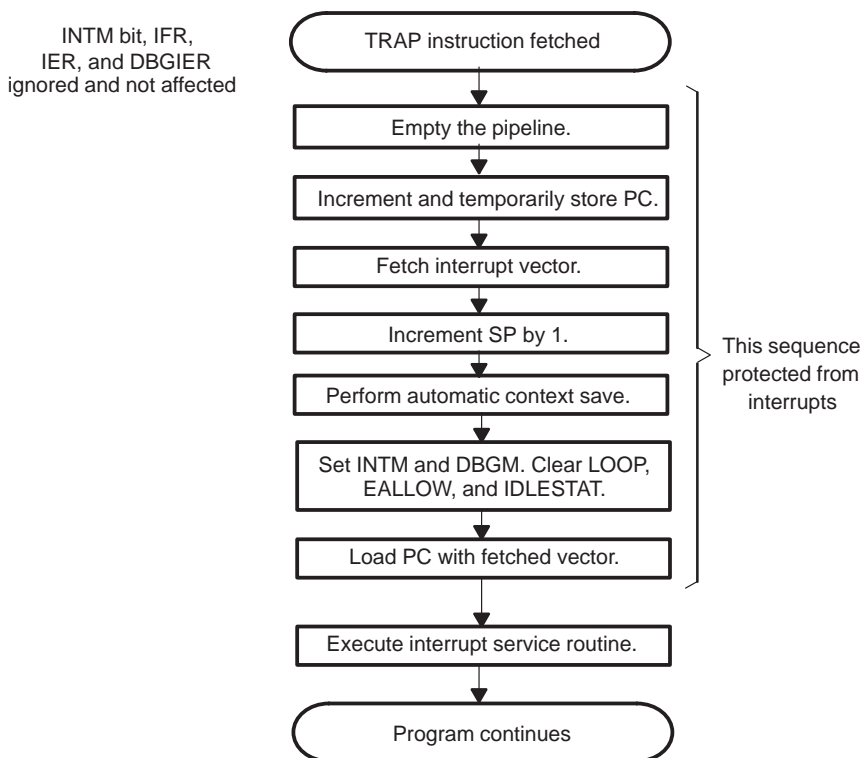 INTM bit, IFR,
IER, and DBGIER
ignored and not affected
TRAP instruction fetched
Empty the pipeline.
Increment and temporarily store PC.
Fetch interrupt vector.
Increment SP by 1.
Perform automatic context save.
Set INTM and DBGM. Clear LOOP,
EALLOW, and IDLESTAT.
Load PC with fetched vector.
This sequence
protected from
interrupts
Execute interrupt service routine.
Program continues